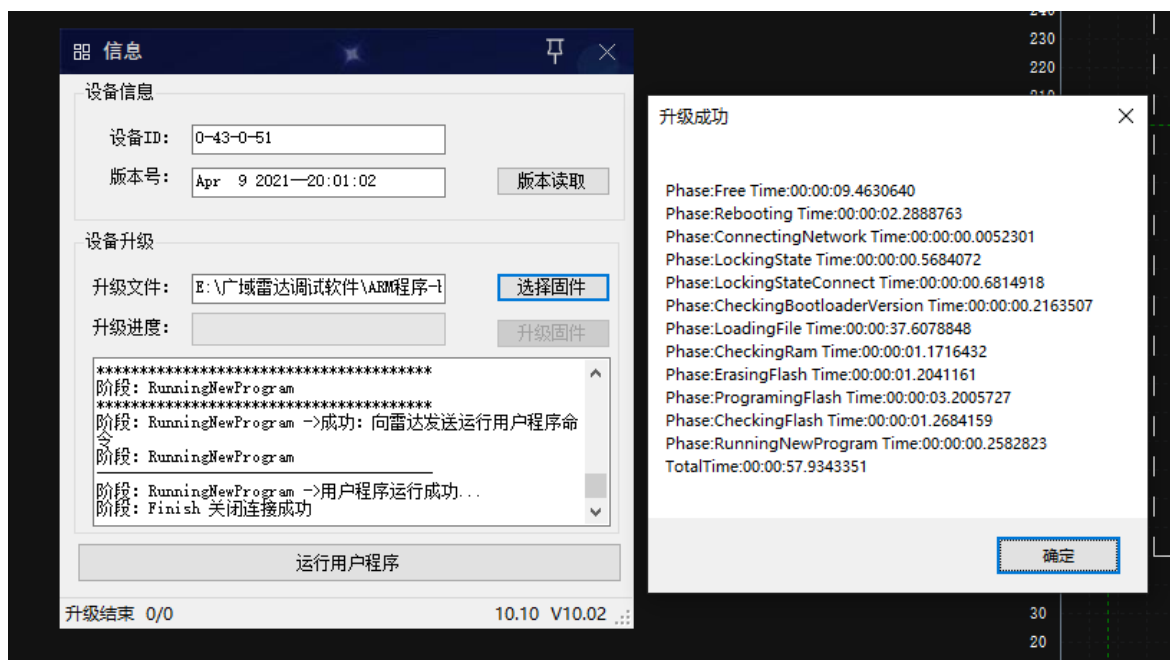 240
230
220
210
信息
设备信息
设备ID：
0-43-0-51
版本号：
Apr  9 2021--20:01:02
版本读取
设备升级
升级文件：
E:\广域雷达调试软件\ARM程序-
选择固件
升级进度：
升级固件
****************************************
阶段：RunningNewProgram
****************************************
阶段：RunningNewProgram ->成功：向雷达发送运行用户程序命
令
阶段：RunningNewProgram
阶段：RunningNewProgram ->用户程序运行成功...
阶段：Finish 关闭连接成功
运行用户程序
升级结束 0/0
10.10 V10.02
升级成功
Phase:Free Time:00:00:09.4630640
Phase:Rebooting Time:00:00:02.2888763
Phase:ConnectingNetwork Time:00:00:00.0052301
Phase:LockingState Time:00:00:00.5684072
Phase:LockingStateConnect Time:00:00:00.6814918
Phase:CheckingBootloaderVersion Time:00:00:00.2163507
Phase:LoadingFile Time:00:00:37.6078848
Phase:CheckingRam Time:00:00:01.1716432
Phase:ErasingFlash Time:00:00:01.2041161
Phase:ProgramingFlash Time:00:00:03.2005727
Phase:CheckingFlash Time:00:00:01.2684159
Phase:RunningNewProgram Time:00:00:00.2582823
TotalTime:00:00:57.9343351
确定
30
20